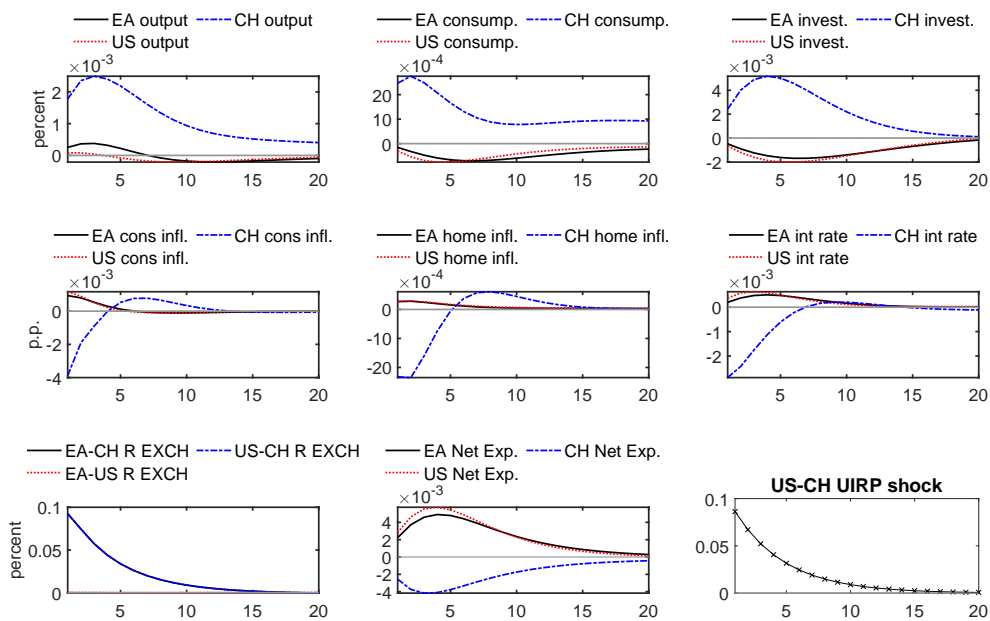 EA output CH output
US output
×10^-3
percent
2
1
0
5 10 15 20
EA consump. CH consump.
US consump.
×10^-4
20
10
0
5 10 15 20
EA invest. CH invest.
US invest.
×10^-3
4
2
0
-2
5 10 15 20
EA cons infl. CH cons infl.
US cons infl.
×10^-3
p.p.
0
-2
-4
5 10 15 20
EA home infl. CH home infl.
US home infl.
×10^-4
0
-10
-20
5 10 15 20
EA int rate CH int rate
US int rate
×10^-3
0
-2
5 10 15 20
EA-CH R EXCH US-CH R EXCH
EA-US R EXCH
percent
0.05
0
5 10 15 20
EA Net Exp. CH Net Exp.
US Net Exp.
×10^-3
4
2
0
-2
-4
5 10 15 20
US-CH UIRP shock
0.1
0.05
0
5 10 15 20